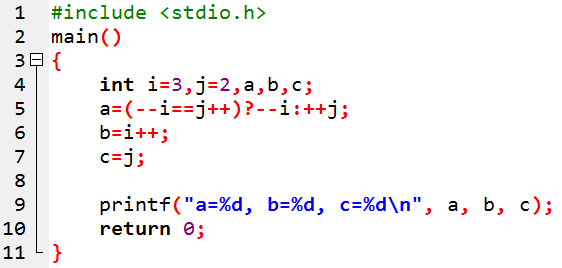 1 #include <stdio.h>
2 main()
3 {
4 int i=3,j=2,a,b,c;
5 a=(--i==j++)?--i:++j;
6 b=i++;
7 c=j;
8
9 printf("a=%d, b=%d, c=%d\n", a, b, c);
10 return 0;
11 }